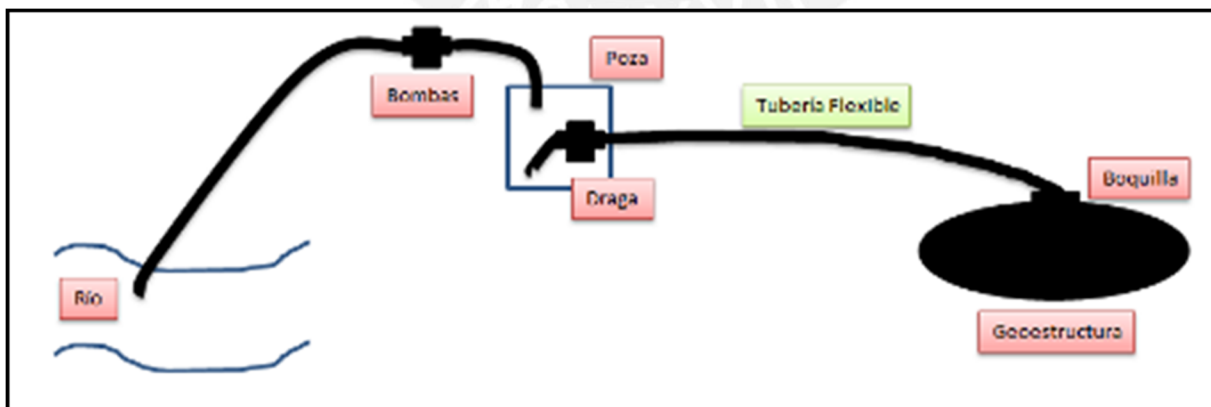 Poza
Bombas
Tubería Flexible
Boquilla
Draga
Río
Geoestructura